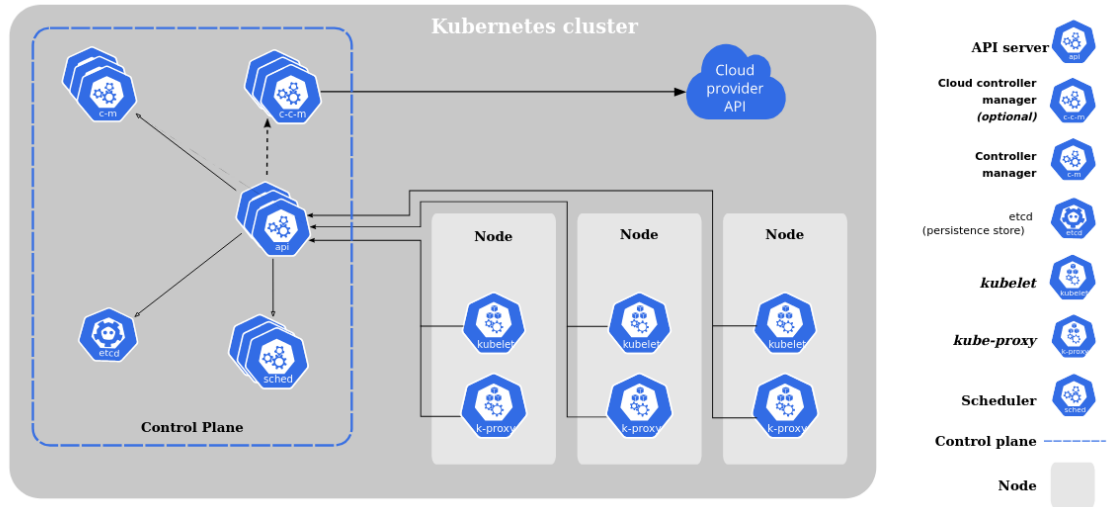 Kubernetes cluster
c-m
c-c-m
Cloud
provider
API
api
etcd
sched
Control Plane
Node
Node
Node
kubelet
kubelet
kubelet
k-proxy
k-proxy
k-proxy
API server
api
Cloud controller
manager
(optional)
c-c-m
Controller
manager
c-m
etcd
(persistence store)
etcd
kubelet
kubelet
kube-proxy
k-proxy
Scheduler
sched
Control plane
Node